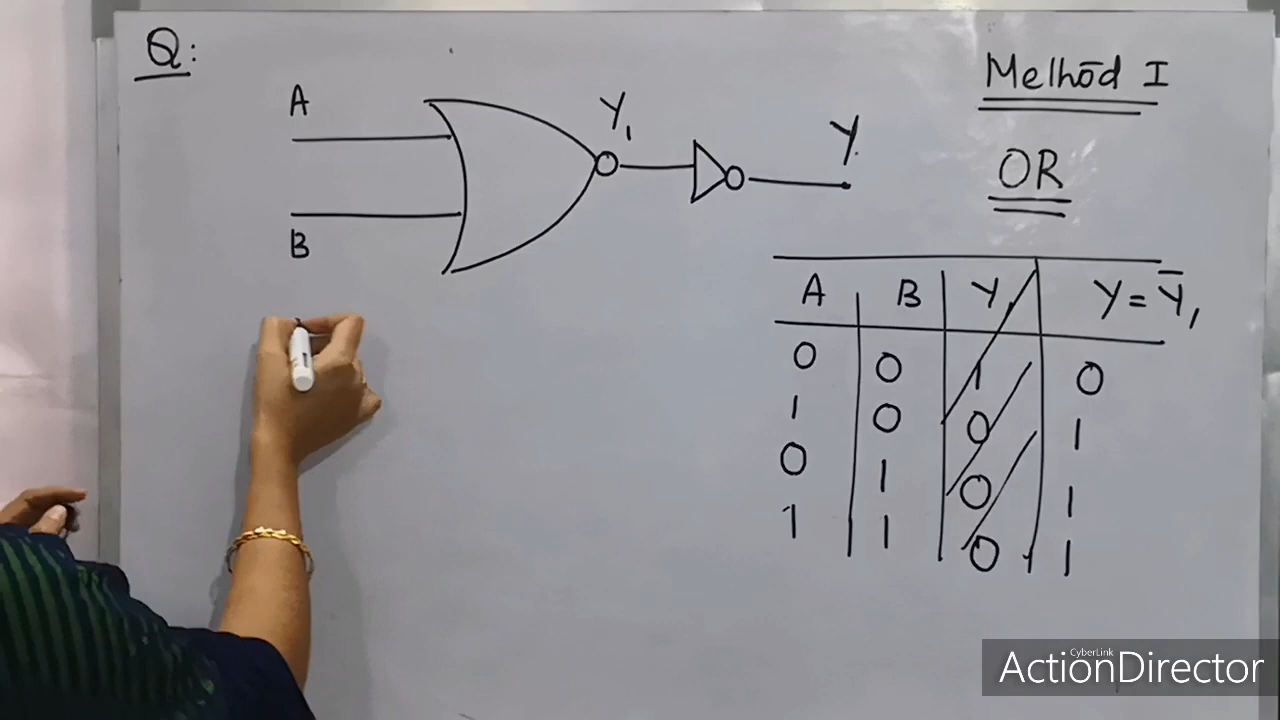 Q:
A
B
Y₁
Y
Method I
OR
A B Y₁ Y = Ȳ₁
0 0 1 0
1 0 0 1
0 1 0 1
1 1 0 1
CyberLink
ActionDirector